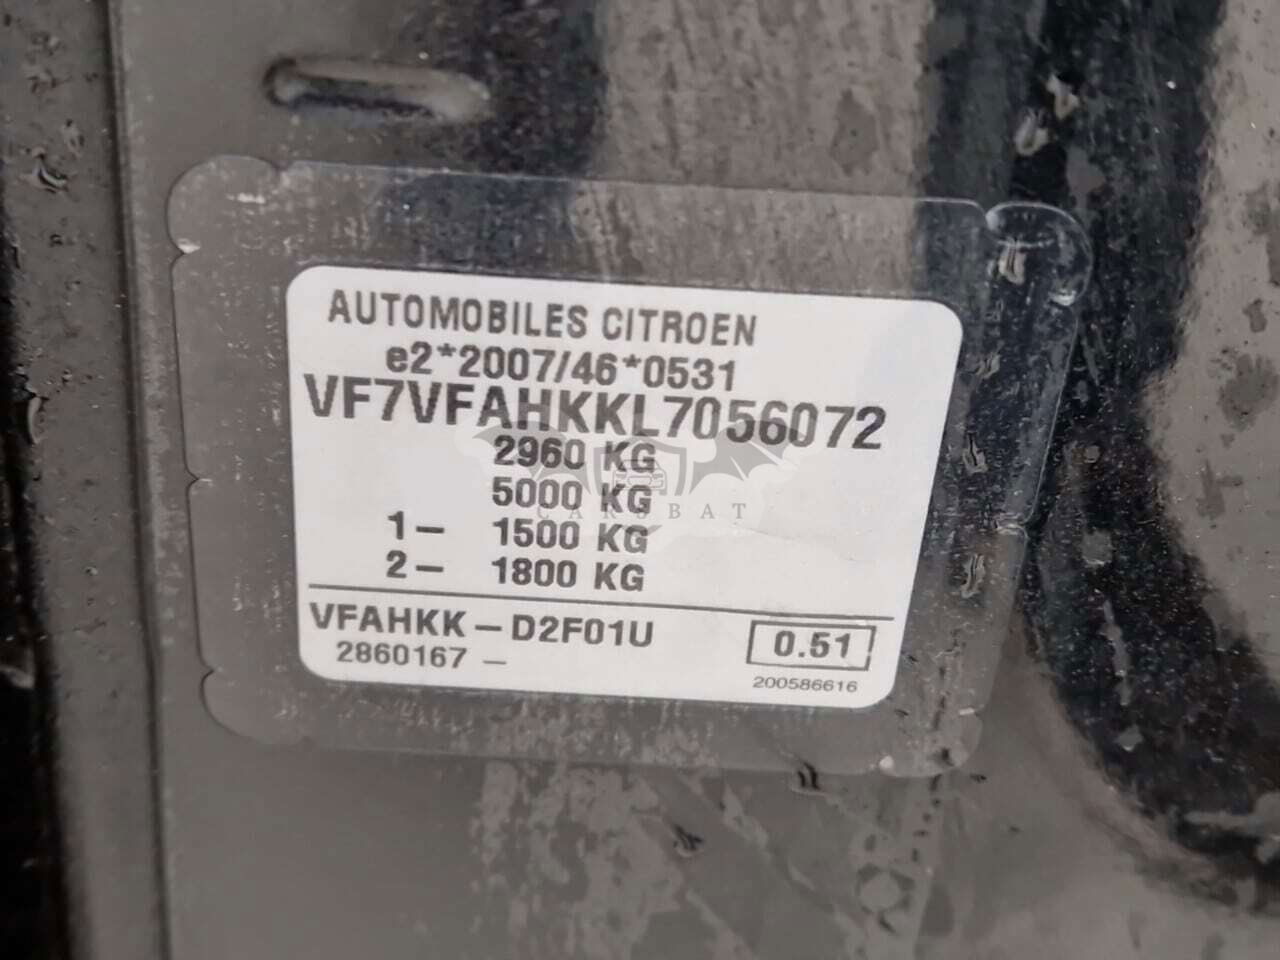 AUTOMOBILES CITROEN
e2*2007/46*0531
VF7VFAHKKL7056072
2960 KG
5000 KG
CARSBAT
1- 1500 KG
2- 1800 KG
VFAHKK-D2F01U
0.51
2860167 -
200586616